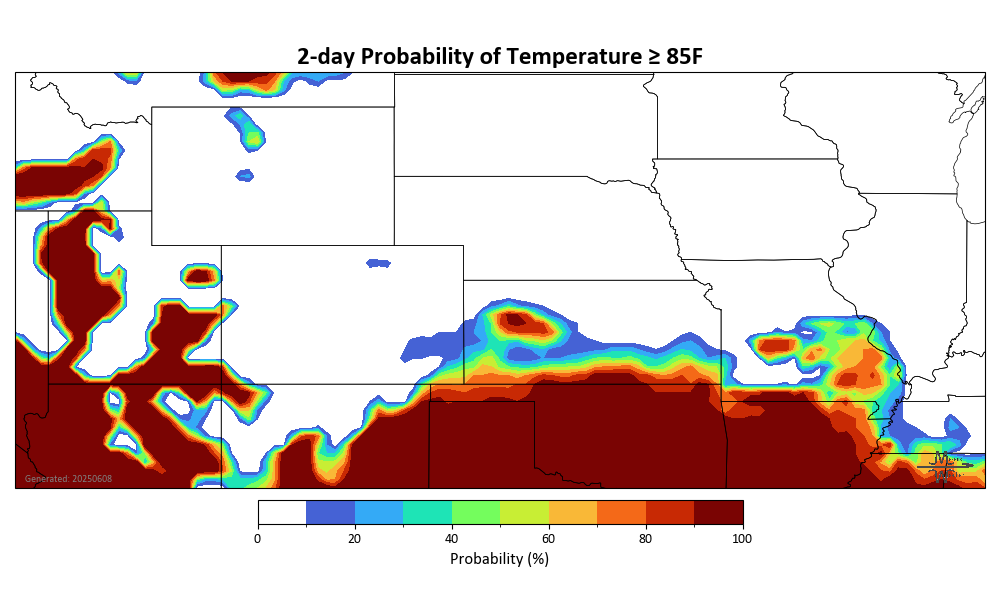 2-day Probability of Temperature ≥ 85F
Generated: 20250608
0 20 40 60 80 100
Probability (%)